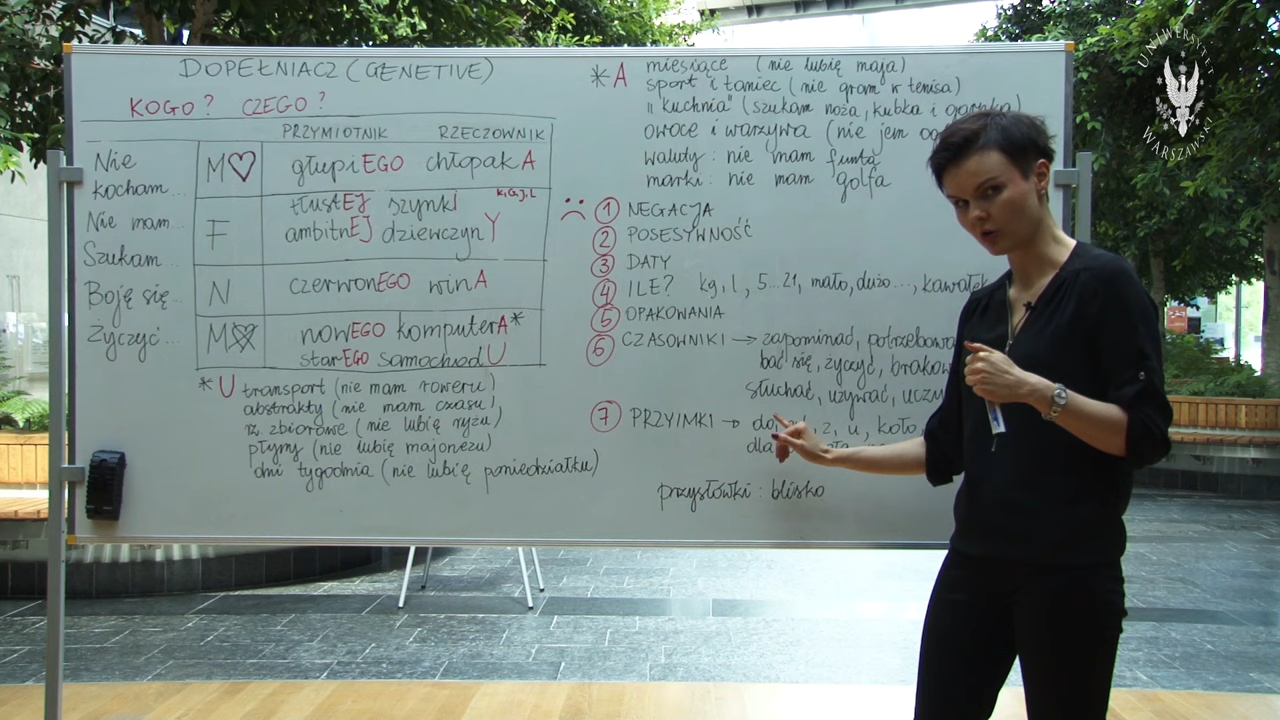 DOPEŁNIACZ (GENETIVE)
KOGO? CZEGO?
PRZYMIOTNIK RZECZOWNIK
Nie kocham...
Nie mam...
Szukam...
Boję się...
Życzyć...
M♡ głupiEGO chłopakA
F tłustEJ szynkI K,G,J,L
ambitnEJ dziewczynY
N czerwonEGO winA
M nowEGO komputerA*
starEGO samochodU
*U transport (nie mam roweru)
abstrakty (nie mam czasu)
rz. zbiorowe (nie lubię ryżu)
płyny (nie lubię majonezu)
dni tygodnia (nie lubię poniedziałku)
*A miesiące (nie lubię maja)
sport i taniec (nie gram w tenisa)
"kuchnia" (szukam noża, kubka i
owoce i warzywa (nie jem
waluty: nie mam funta
marki: nie mam golfa
1 NEGACJA
2 POSESYWNOŚĆ
3 DATY
4 ILE? kg, l, 5...21, mało, dużo..., kawałek
5 OPAKOWANIA
6 CZASOWNIKI → zapominać,
bać się, życzyć,
słuchać, używać,
7 PRZYIMKI → z, u, koło,
przysłówki: blisko
UNIWERSYTET WARSZAWSKI